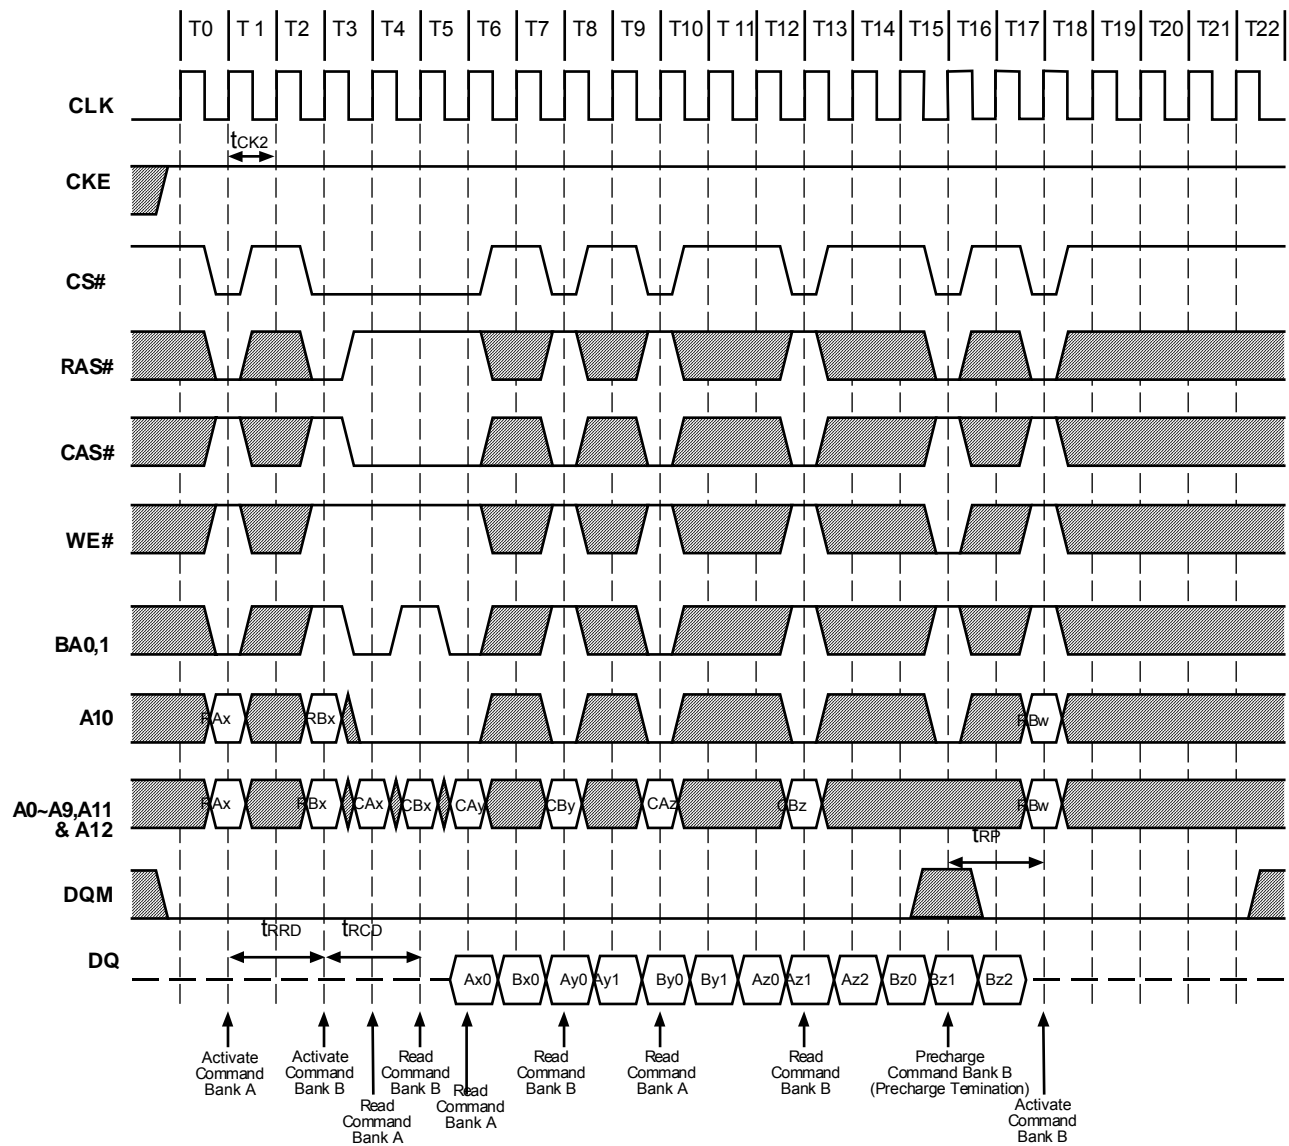 T0 T 1 T2 T3 T4 T5 T6 T7 T8 T9 T10 T 11 T12 T13 T14 T15 T16 T17 T18 T19 T20 T21 T22
CLK
tCK2
CKE
CS#
RAS#
CAS#
WE#
BA0,1
A10
RAx RBx RBw
A0~A9,A11
& A12
RAx RBx CAx CBx CAy CBy CAz CBz RBw
tRP
DQM
tRRD tRCD
DQ
Ax0 Bx0 Ay0 Ay1 By0 By1 Az0 Az1 Az2 Bz0 Bz1 Bz2
Activate
Command
Bank A
Activate
Command
Bank B
Read
Command
Bank A
Read
Command
Bank B
Read
Command
Bank A
Read
Command
Bank B
Read
Command
Bank A
Read
Command
Bank B
Precharge
Command Bank B
(Precharge Temination)
Activate
Command
Bank B